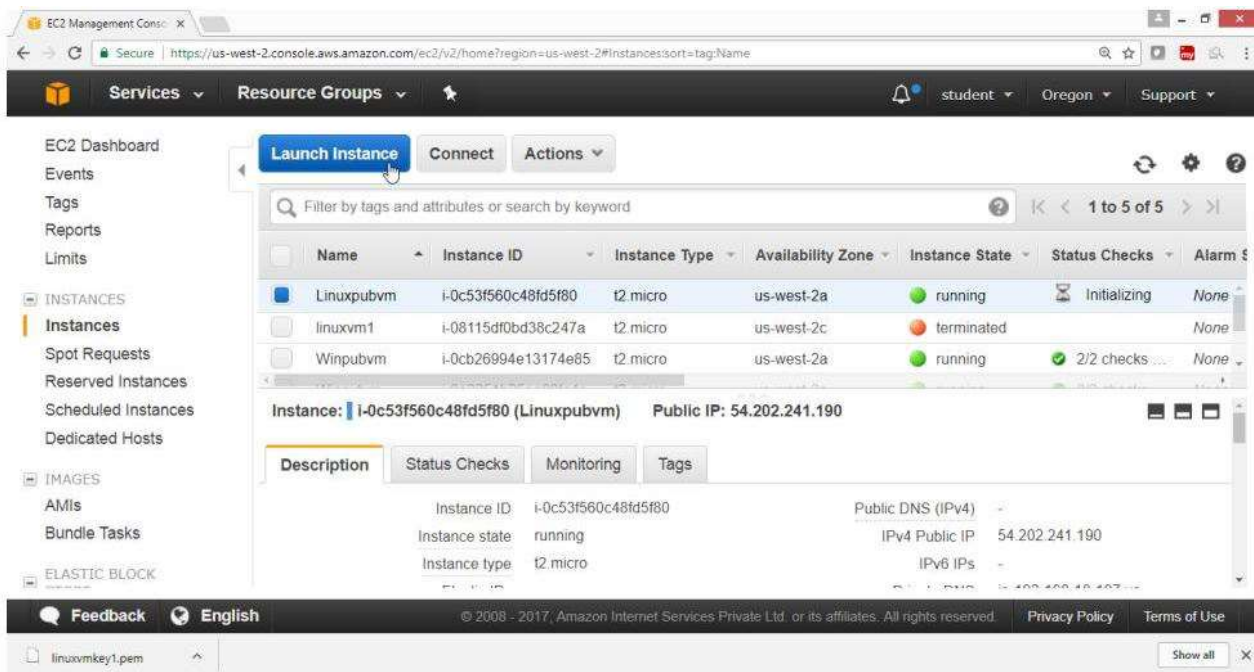 EC2 Management Conso
Secure https://us-west-2.console.aws.amazon.com/ec2/v2/home?region=us-west-2#Instances:sort=tag:Name
my
Services Resource Groups student Oregon Support
EC2 Dashboard
Events
Tags
Reports
Limits
INSTANCES
Instances
Spot Requests
Reserved Instances
Scheduled Instances
Dedicated Hosts
IMAGES
AMIs
Bundle Tasks
ELASTIC BLOCK
Launch Instance Connect Actions
Filter by tags and attributes or search by keyword 1 to 5 of 5
Name Instance ID Instance Type Availability Zone Instance State Status Checks Alarm S
Linuxpubvm i-0c53f560c48fd5f80 t2.micro us-west-2a running Initializing None
linuxvm1 i-08115df0bd38c247a t2.micro us-west-2c terminated None
Winpubvm i-0cb26994e13174e85 t2.micro us-west-2a running 2/2 checks ... None
Instance: i-0c53f560c48fd5f80 (Linuxpubvm) Public IP: 54.202.241.190
Description Status Checks Monitoring Tags
Instance ID i-0c53f560c48fd5f80 Public DNS (IPv4) -
Instance state running IPv4 Public IP 54.202.241.190
Instance type t2.micro IPv6 IPs -
Feedback English © 2008 - 2017, Amazon Internet Services Private Ltd. or its affiliates. All rights reserved. Privacy Policy Terms of Use
linuxvmkey1.pem Show all